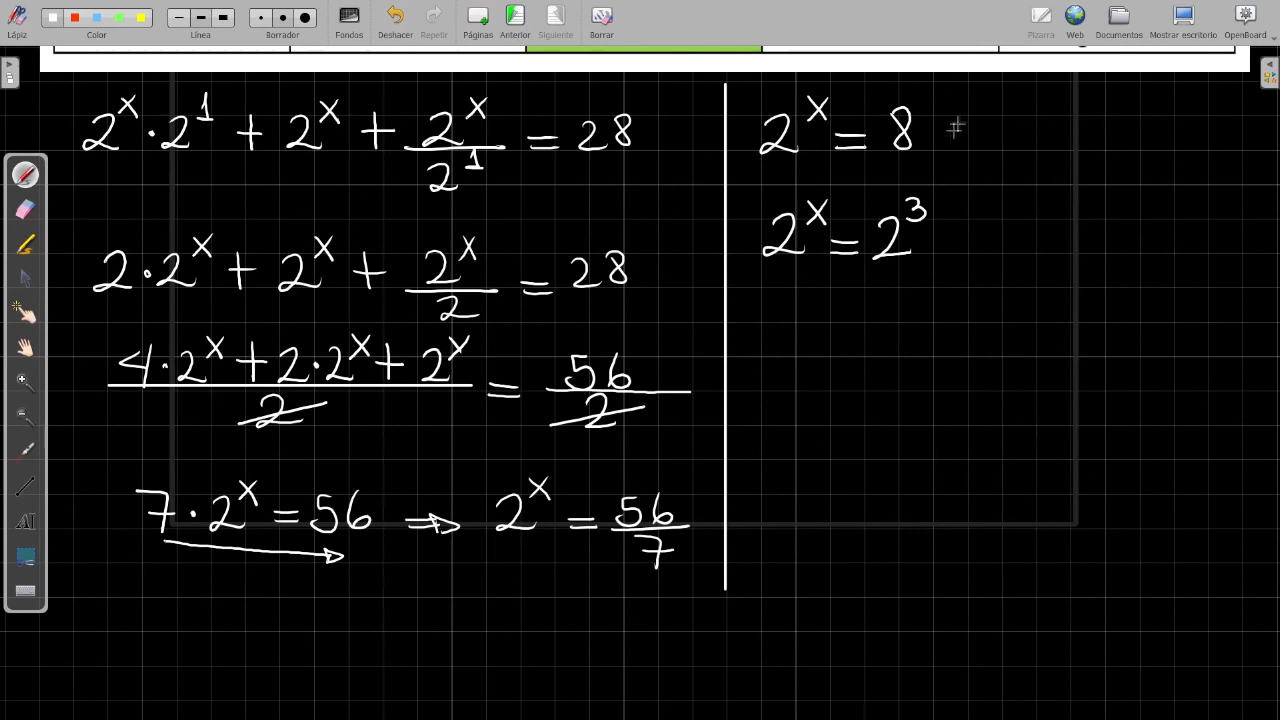 Lápiz Color Línea Borrador Fondos Deshacer Repetir Páginas Anterior Siguiente Borrar Pizarra Web Documentos Mostrar escritorio OpenBoard
2^x · 2^1 + 2^x + 2^x / 2^1 = 28
2 · 2^x + 2^x + 2^x / 2 = 28
4 · 2^x + 2 · 2^x + 2^x / 2 = 56 / 2
7 · 2^x = 56 ⇒ 2^x = 56 / 7
2^x = 8
2^x = 2^3